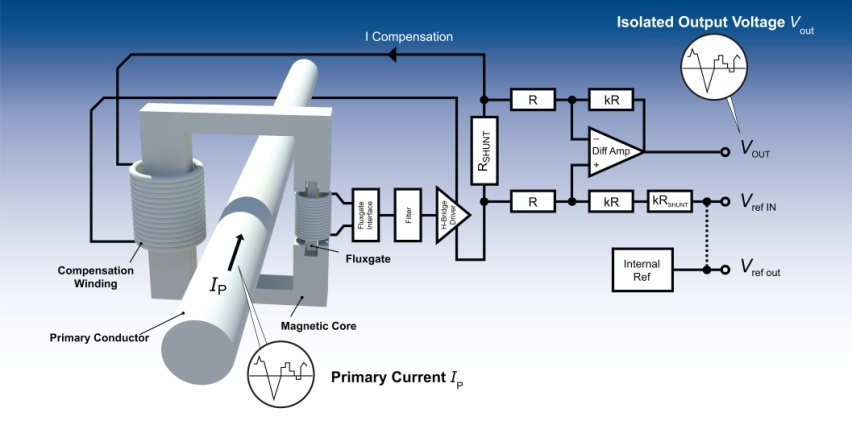 Isolated Output Voltage Vout
I Compensation
R
kR
RSHUNT
–
Diff Amp
+
VOUT
R
kR
kRSHUNT
Vref IN
Fluxgate
Interface
Filter
H-Bridge
Driver
Fluxgate
Internal
Ref
Vref out
Compensation
Winding
IP
Magnetic Core
Primary Conductor
Primary Current IP